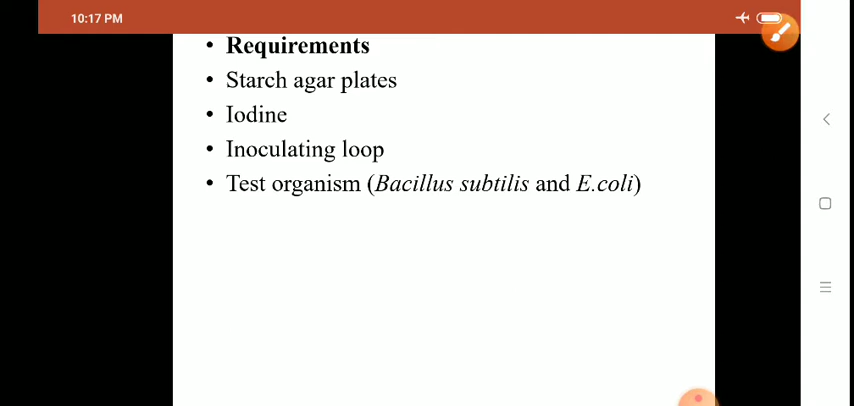 10:17 PM
• Requirements
• Starch agar plates
• Iodine
• Inoculating loop
• Test organism (Bacillus subtilis and E.coli)